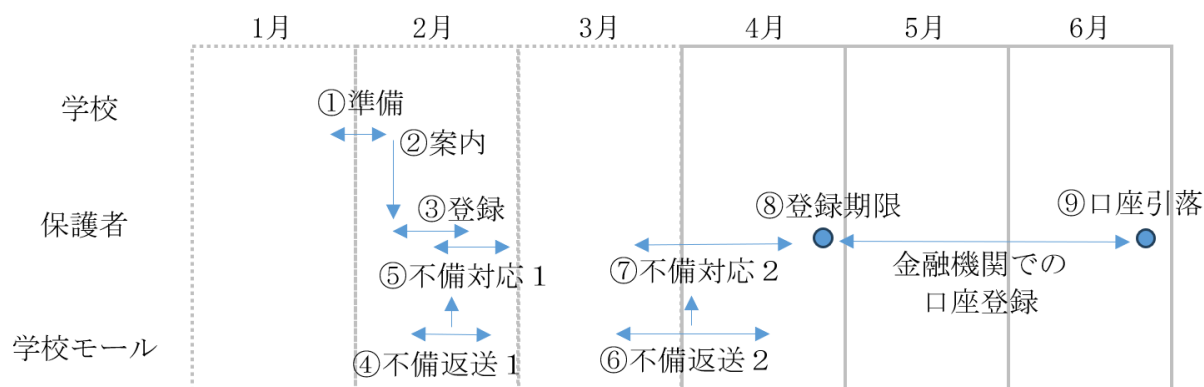 1月 2月 3月 4月 5月 6月
学校
①準備
②案内
保護者
③登録
⑧登録期限
⑨口座引落
⑤不備対応1
⑦不備対応2
金融機関での
口座登録
学校モール
④不備返送1
⑥不備返送2